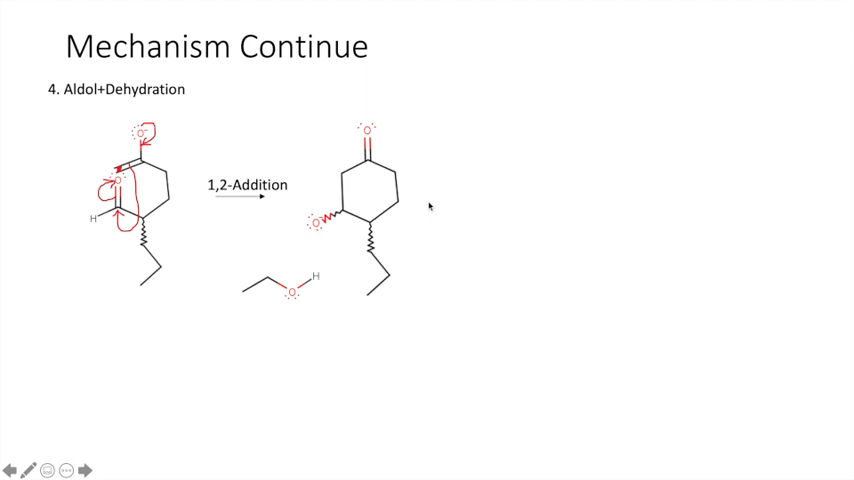 Mechanism Continue
4. Aldol+Dehydration
O
O⁻
1,2-Addition
O
H
O
H
O